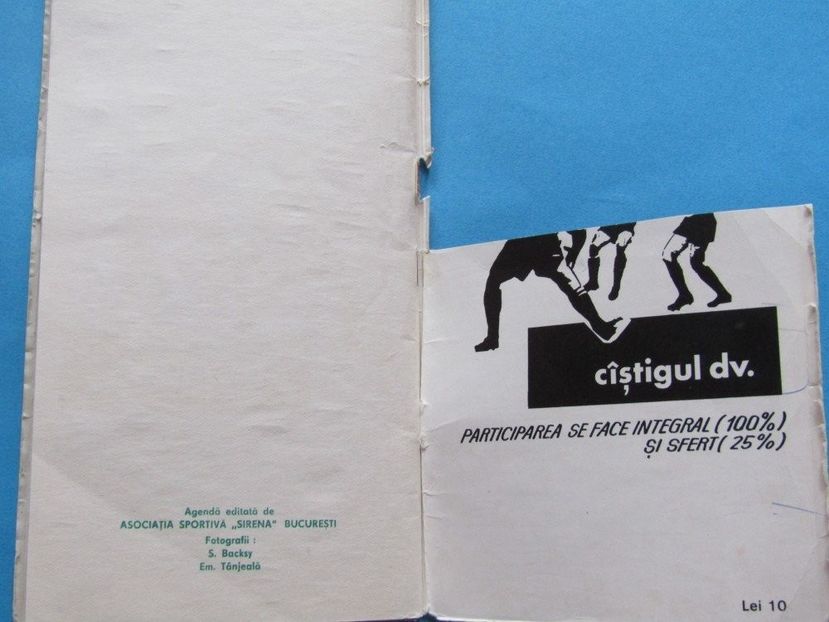 Agendă editată de
ASOCIAȚIA SPORTIVĂ „SIRENA" BUCUREȘTI
Fotografii :
S. Backsy
Em. Tânjeală
cîștigul dv.
PARTICIPAREA SE FACE INTEGRAL (100%)
ȘI SFERT (25%)
Lei 10